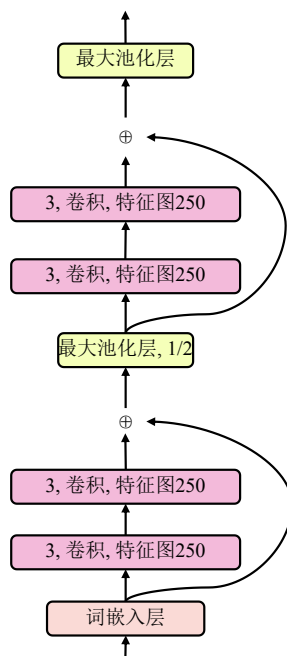 最大池化层
⊕
3, 卷积, 特征图250
3, 卷积, 特征图250
最大池化层, 1/2
⊕
3, 卷积, 特征图250
3, 卷积, 特征图250
词嵌入层